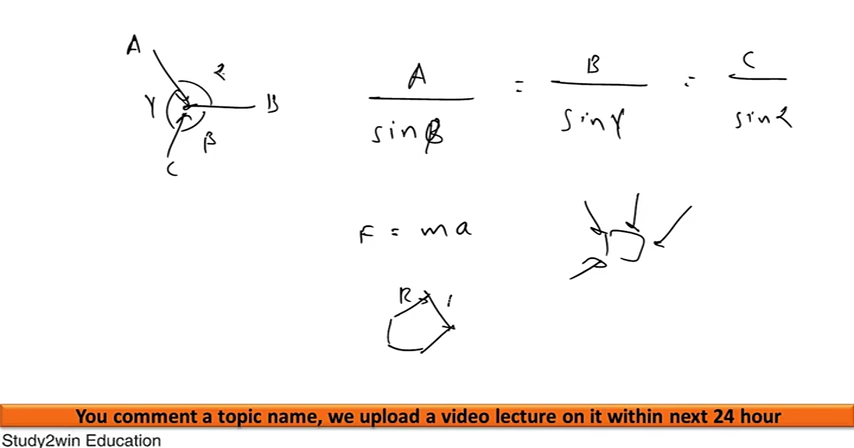 A
α
B
γ
β
C
A = B = C
sinβ sinγ sinα
F = ma
R
You comment a topic name, we upload a video lecture on it within next 24 hour
Study2win Education